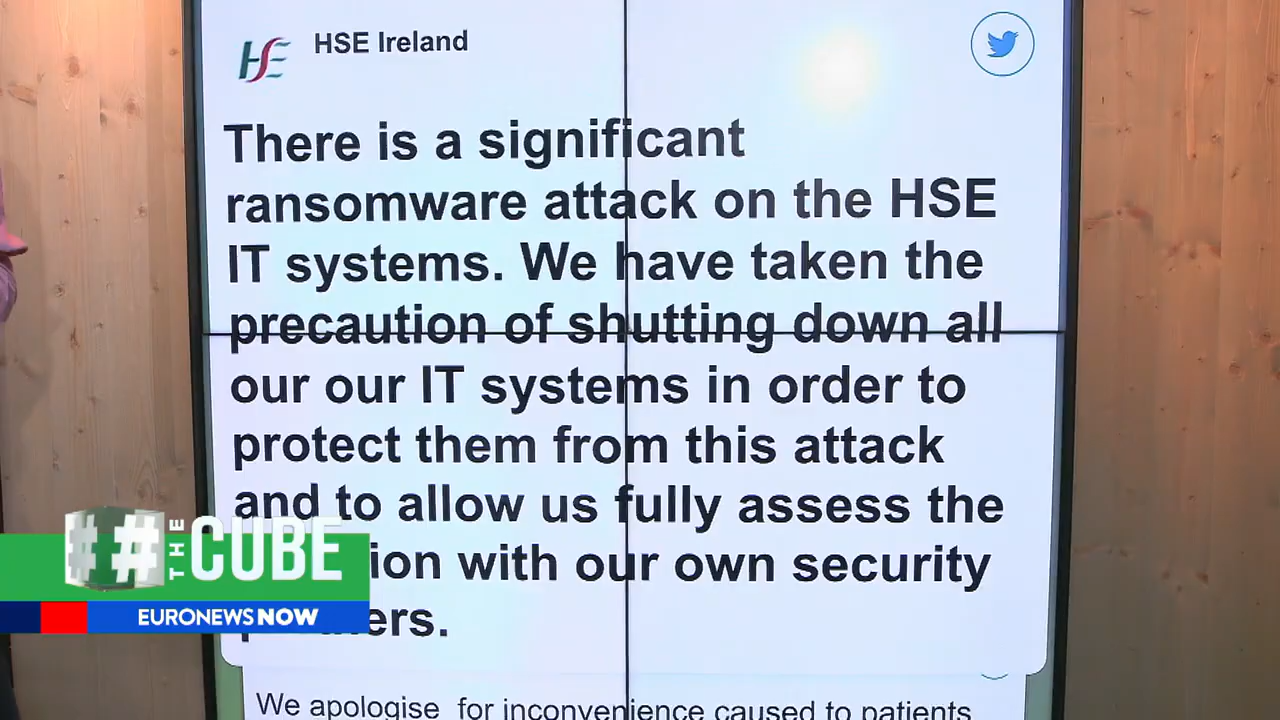 HSE
HSE Ireland
There is a significant
ransomware attack on the HSE
IT systems. We have taken the
precaution of shutting down all
our our IT systems in order to
protect them from this attack
and to allow us fully assess the
with our own security
We apologise for inconvenience caused to patients
# # THE CUBE
EURONEWS NOW